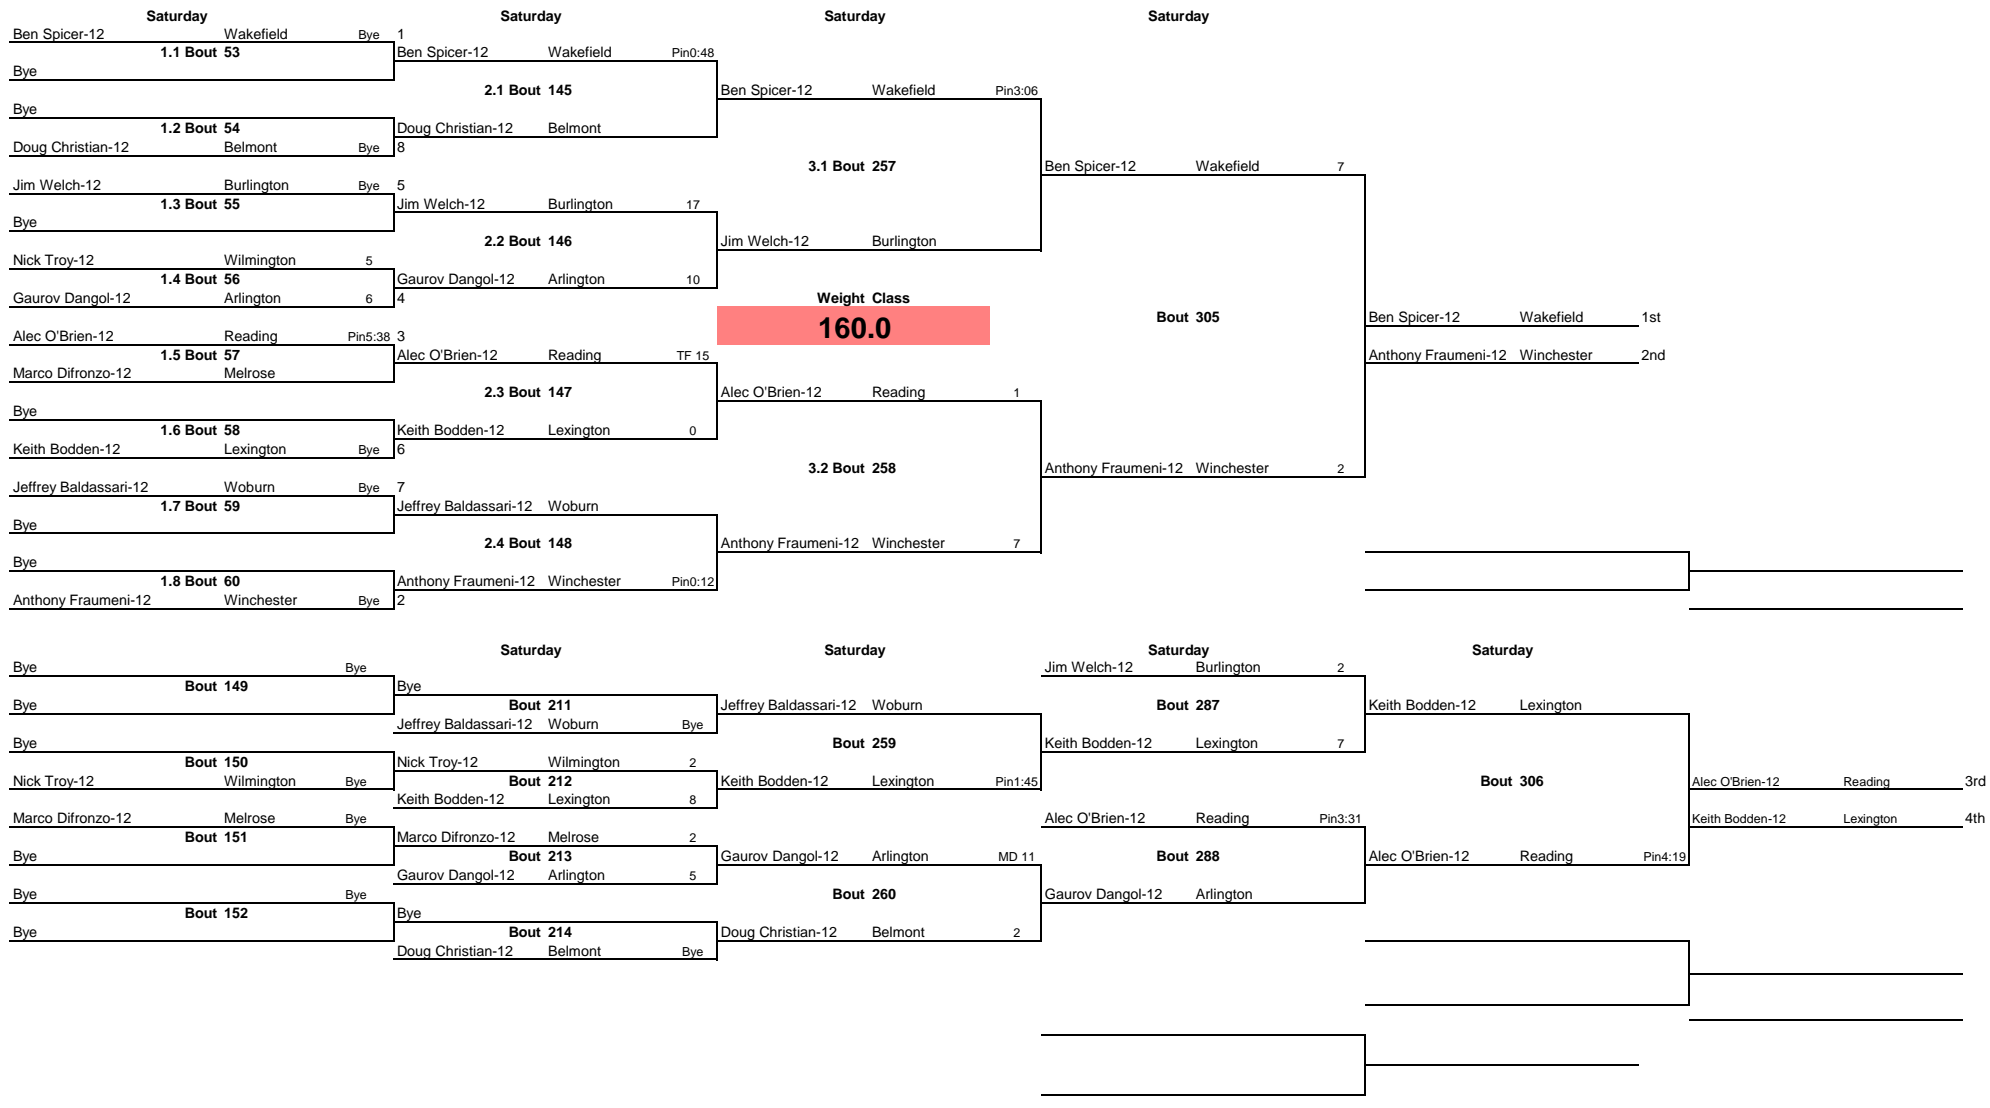 Saturday Saturday Saturday Saturday
Ben Spicer-12 Wakefield Bye 1
1.1 Bout 53 Ben Spicer-12 Wakefield Pin0:48
Bye
2.1 Bout 145 Ben Spicer-12 Wakefield Pin3:06
Bye
1.2 Bout 54 Doug Christian-12 Belmont
Doug Christian-12 Belmont Bye 8
3.1 Bout 257 Ben Spicer-12 Wakefield 7
Jim Welch-12 Burlington Bye 5
1.3 Bout 55 Jim Welch-12 Burlington 17
Bye
2.2 Bout 146 Jim Welch-12 Burlington
Nick Troy-12 Wilmington 5
1.4 Bout 56 Gaurov Dangol-12 Arlington 10
Gaurov Dangol-12 Arlington 6 4 Weight Class
160.0 Bout 305 Ben Spicer-12 Wakefield 1st
Alec O'Brien-12 Reading Pin5:38 3
1.5 Bout 57 Alec O'Brien-12 Reading TF 15 Anthony Fraumeni-12 Winchester 2nd
Marco Difronzo-12 Melrose
2.3 Bout 147 Alec O'Brien-12 Reading 1
Bye
1.6 Bout 58 Keith Bodden-12 Lexington 0
Keith Bodden-12 Lexington Bye 6
3.2 Bout 258 Anthony Fraumeni-12 Winchester 2
Jeffrey Baldassari-12 Woburn Bye 7
1.7 Bout 59 Jeffrey Baldassari-12 Woburn
Bye
2.4 Bout 148 Anthony Fraumeni-12 Winchester 7
Bye
1.8 Bout 60 Anthony Fraumeni-12 Winchester Pin0:12
Anthony Fraumeni-12 Winchester Bye 2
Saturday Saturday Saturday Saturday
Bye Bye Jim Welch-12 Burlington 2
Bout 149 Bye
Bye Bout 211 Jeffrey Baldassari-12 Woburn Bout 287 Keith Bodden-12 Lexington
Jeffrey Baldassari-12 Woburn Bye
Bye Bout 259 Keith Bodden-12 Lexington 7
Bout 150 Nick Troy-12 Wilmington 2
Nick Troy-12 Wilmington Bye Bout 212 Keith Bodden-12 Lexington Pin1:45 Bout 306 Alec O'Brien-12 Reading 3rd
Keith Bodden-12 Lexington 8
Marco Difronzo-12 Melrose Bye Alec O'Brien-12 Reading Pin3:31 Keith Bodden-12 Lexington 4th
Bout 151 Marco Difronzo-12 Melrose 2
Bye Bout 213 Gaurov Dangol-12 Arlington MD 11 Bout 288 Alec O'Brien-12 Reading Pin4:19
Gaurov Dangol-12 Arlington 5
Bye Bye Bout 260 Gaurov Dangol-12 Arlington
Bout 152 Bye
Bye Bout 214 Doug Christian-12 Belmont 2
Doug Christian-12 Belmont Bye